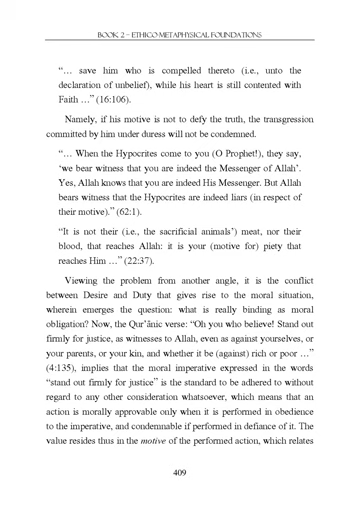 BOOK 2 – ETHICO-METAPHYSICAL FOUNDATIONS
“… save him who is compelled thereto (i.e., unto the
declaration of unbelief), while his heart is still contented with
Faith …” (16:106).
Namely, if his motive is not to defy the truth, the transgression
committed by him under duress will not be condemned.
“… When the Hypocrites come to you (O Prophet!), they say,
‘we bear witness that you are indeed the Messenger of Allah’.
Yes, Allah knows that you are indeed His Messenger. But Allah
bears witness that the Hypocrites are indeed liars (in respect of
their motive).” (62:1).
“It is not their (i.e., the sacrificial animals’) meat, nor their
blood, that reaches Allah: it is your (motive for) piety that
reaches Him …” (22:37).
Viewing the problem from another angle, it is the conflict
between Desire and Duty that gives rise to the moral situation,
wherein emerges the question: what is really binding as moral
obligation? Now, the Qur’ânic verse: “Oh you who believe! Stand out
firmly for justice, as witnesses to Allah, even as against yourselves, or
your parents, or your kin, and whether it be (against) rich or poor …”
(4:135), implies that the moral imperative expressed in the words
“stand out firmly for justice” is the standard to be adhered to without
regard to any other consideration whatsoever, which means that an
action is morally approvable only when it is performed in obedience
to the imperative, and condemnable if performed in defiance of it. The
value resides thus in the motive of the performed action, which relates
409